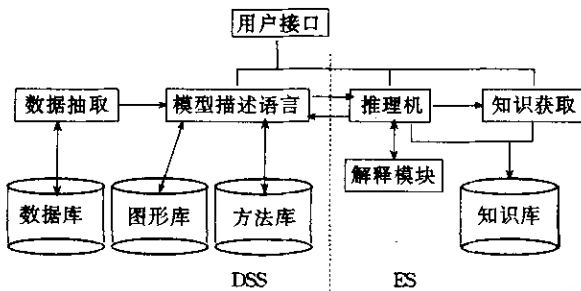 用户接口
数据抽取
模型描述语言
推理机
知识获取
解释模块
数据库
图形库
方法库
知识库
DSS
ES